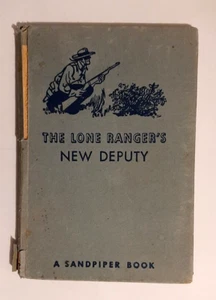 THE LONE RANGER'S
NEW DEPUTY
A SANDPIPER BOOK